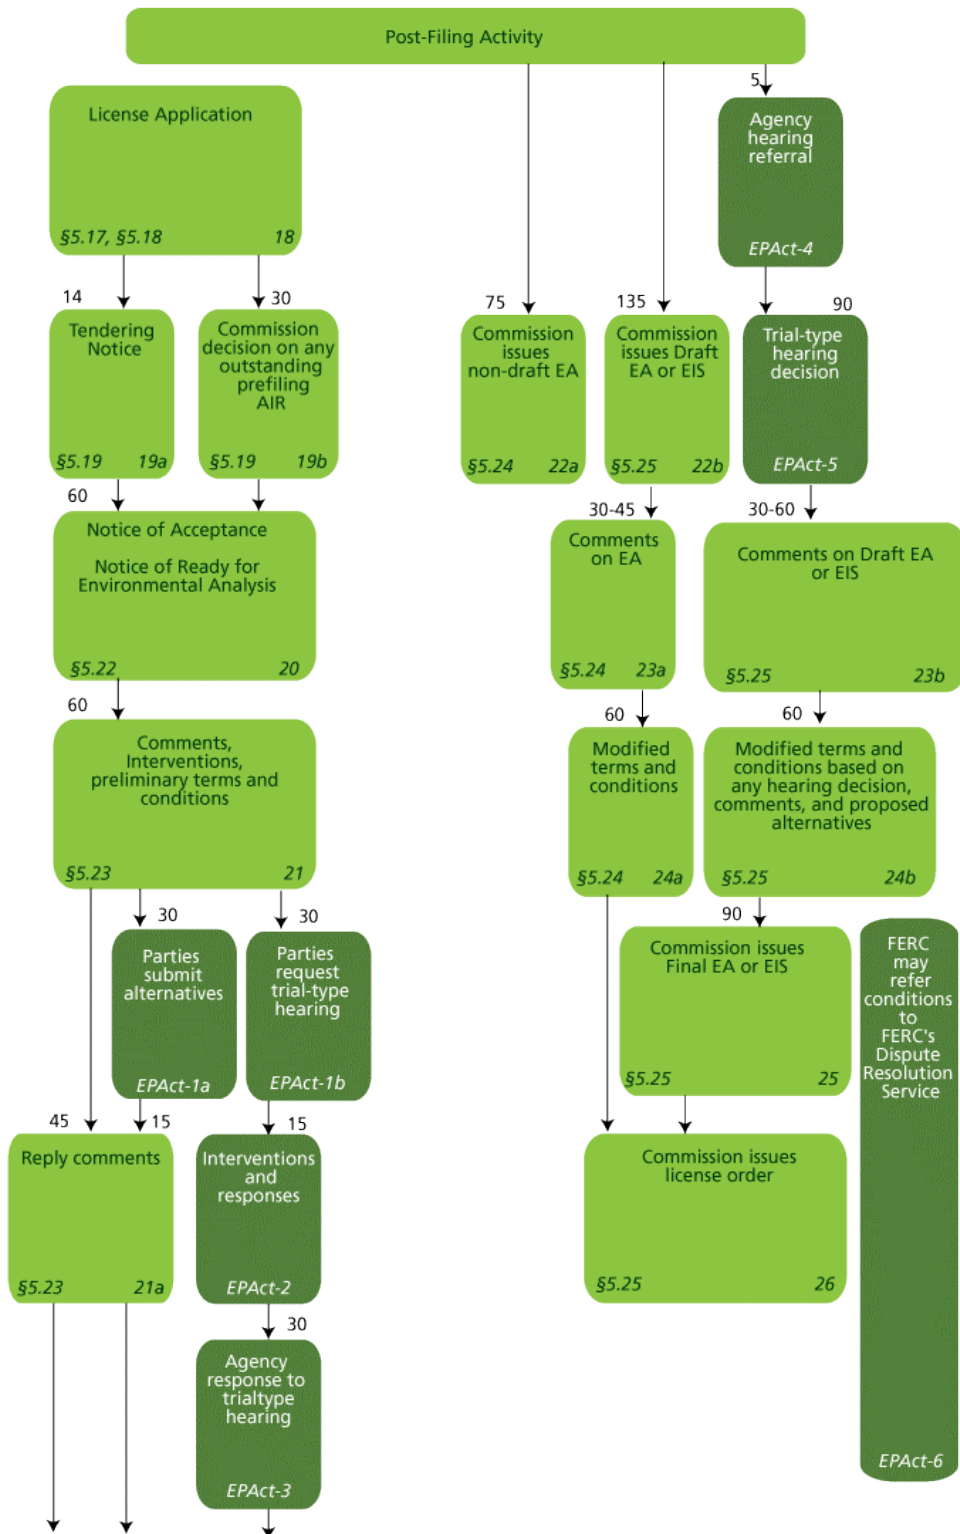 Post-Filing Activity
License Application
§5.17, §5.18 18
14
Tendering
Notice
§5.19 19a
30
Commission
decision on any
outstanding
prefiling
AIR
§5.19 19b
60
Notice of Acceptance
Notice of Ready for
Environmental Analysis
§5.22 20
60
Comments,
Interventions,
preliminary terms and
conditions
§5.23 21
30
Parties
submit
alternatives
EPAct-1a
30
Parties
request
trial-type
hearing
EPAct-1b
45
15
Reply comments
§5.23 21a
15
Interventions
and
responses
EPAct-2
30
Agency
response to
trialtype
hearing
EPAct-3
5
Agency
hearing
referral
EPAct-4
75
Commission
issues
non-draft EA
§5.24 22a
135
Commission
issues Draft
EA or EIS
§5.25 22b
90
Trial-type
hearing
decision
EPAct-5
30-45
Comments
on EA
§5.24 23a
30-60
Comments on Draft EA
or EIS
§5.25 23b
60
Modified
terms and
conditions
§5.24 24a
60
Modified terms and
conditions based on
any hearing decision,
comments, and proposed
alternatives
§5.25 24b
90
Commission issues
Final EA or EIS
§5.25 25
Commission issues
license order
§5.25 26
FERC
may
refer
conditions
to
FERC's
Dispute
Resolution
Service
EPAct-6